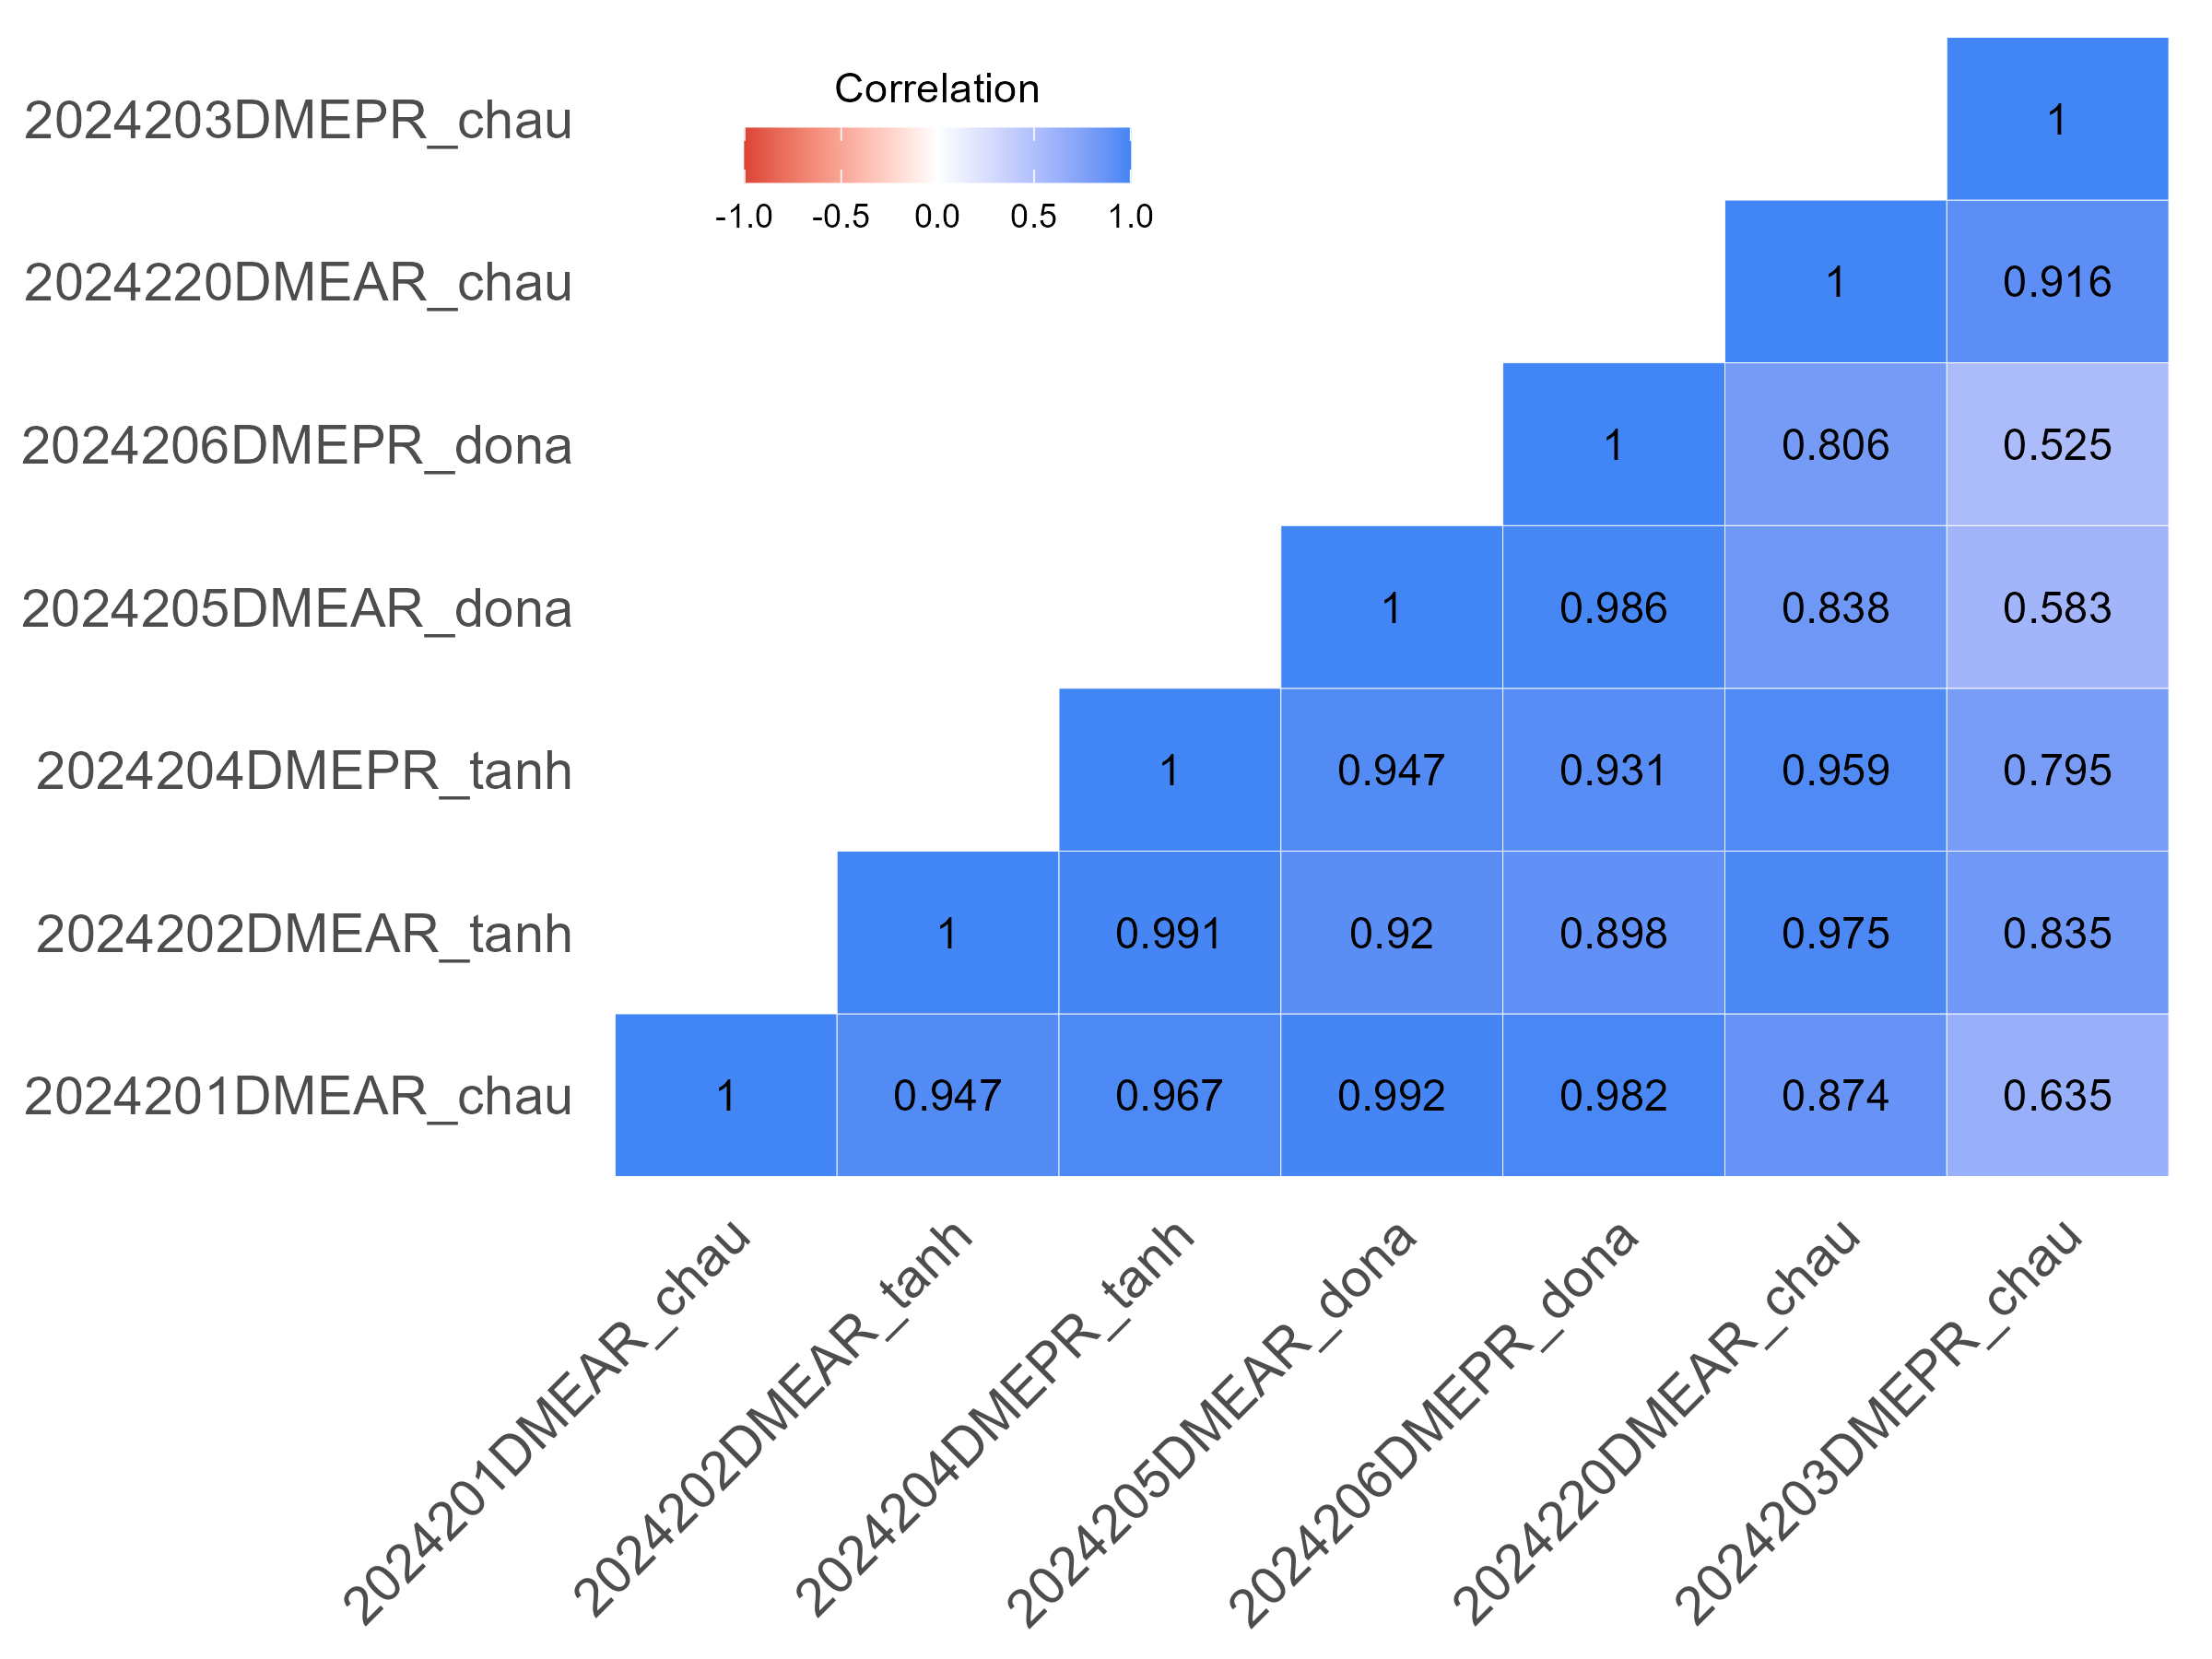 Correlation
-1.0 -0.5 0.0 0.5 1.0
2024203DMEPR_chau 1
2024220DMEAR_chau 1 0.916
2024206DMEPR_dona 1 0.806 0.525
2024205DMEAR_dona 1 0.986 0.838 0.583
2024204DMEPR_tanh 1 0.947 0.931 0.959 0.795
2024202DMEAR_tanh 1 0.991 0.92 0.898 0.975 0.835
2024201DMEAR_chau 1 0.947 0.967 0.992 0.982 0.874 0.635
2024201DMEAR_chau
2024202DMEAR_tanh
2024204DMEPR_tanh
2024205DMEAR_dona
2024206DMEPR_dona
2024220DMEAR_chau
2024203DMEPR_chau